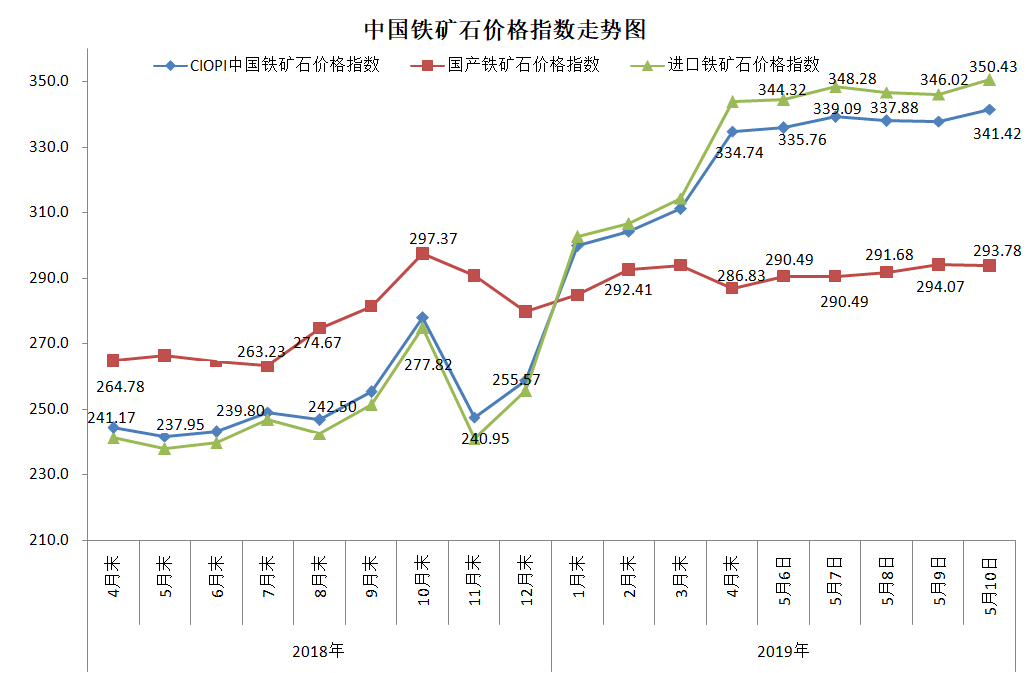 中国铁矿石价格指数走势图
CIOPI中国铁矿石价格指数 国产铁矿石价格指数 进口铁矿石价格指数
350.0
330.0
310.0
290.0
270.0
250.0
230.0
210.0
350.43
346.02
348.28
344.32
339.09
337.88
341.42
335.76
334.74
297.37
293.78
291.68
290.49
286.83
292.41
294.07
290.49
263.23
274.67
264.78
277.82
255.57
242.50
239.80
241.17
237.95
240.95
4月末
5月末
6月末
7月末
8月末
9月末
10月末
11月末
12月末
1月末
2月末
3月末
4月末
5月6日
5月7日
5月8日
5月9日
5月10日
2018年 2019年